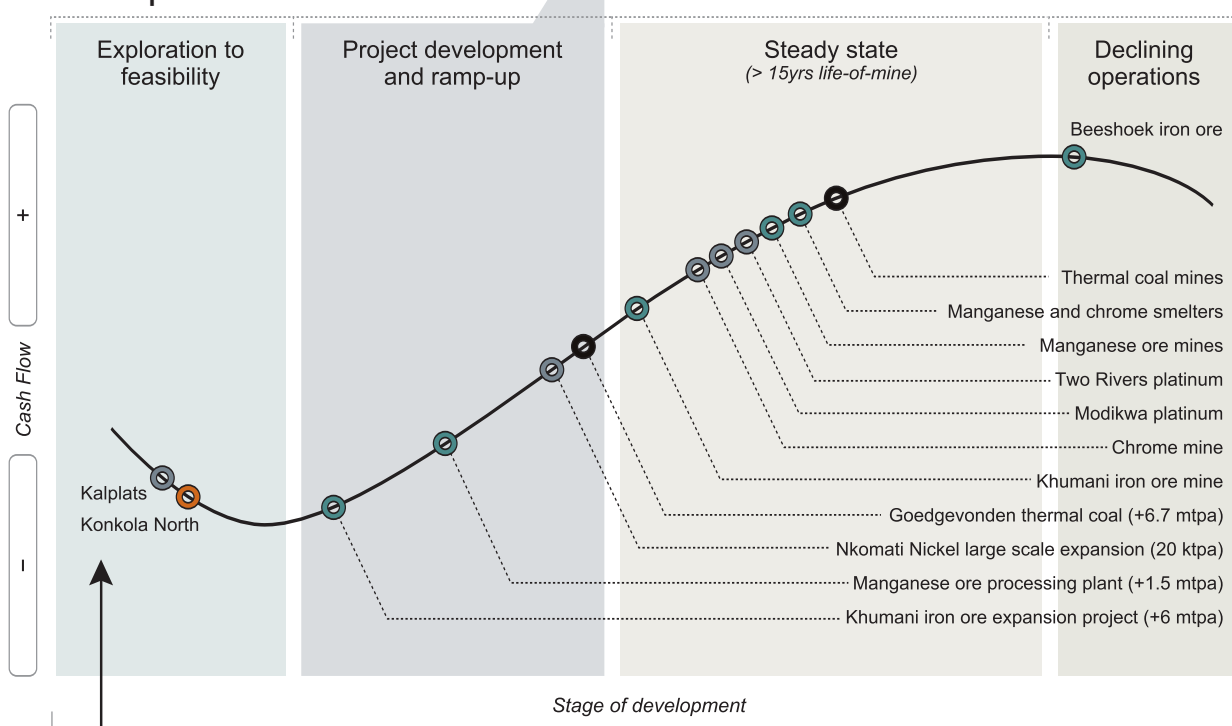 Exploration to
feasibility
Project development
and ramp-up
Steady state
(> 15yrs life-of-mine)
Declining
operations
Beeshoek iron ore
+
Cash Flow
–
Thermal coal mines
Manganese and chrome smelters
Manganese ore mines
Two Rivers platinum
Modikwa platinum
Chrome mine
Khumani iron ore mine
Kalplats
Konkola North
Goedgevonden thermal coal (+6.7 mtpa)
Nkomati Nickel large scale expansion (20 ktpa)
Manganese ore processing plant (+1.5 mtpa)
Khumani iron ore expansion project (+6 mtpa)
Stage of development